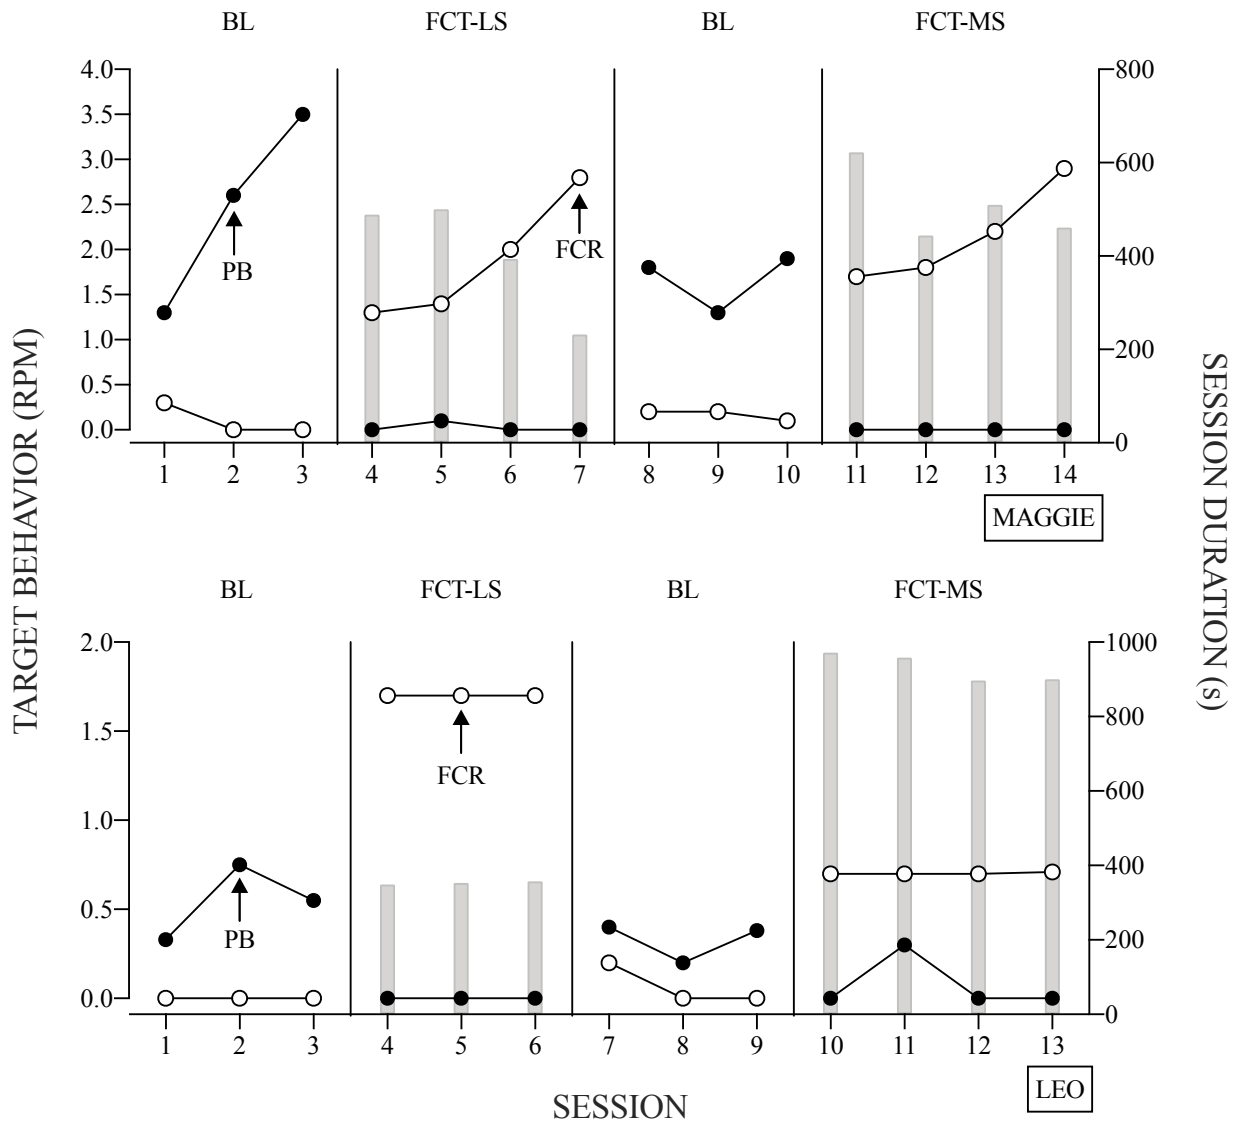 BL FCT-LS BL FCT-MS
4.0 800
3.5
3.0 600
2.5
PB FCR
2.0 400
1.5
1.0 200
0.5
0.0 0
1 2 3 4 5 6 7 8 9 10 11 12 13 14
MAGGIE
TARGET BEHAVIOR (RPM)
SESSION DURATION (s)
BL FCT-LS BL FCT-MS
2.0 1000
1.5 800
FCR
600
1.0
400
0.5
PB 200
0.0 0
1 2 3 4 5 6 7 8 9 10 11 12 13
LEO
SESSION